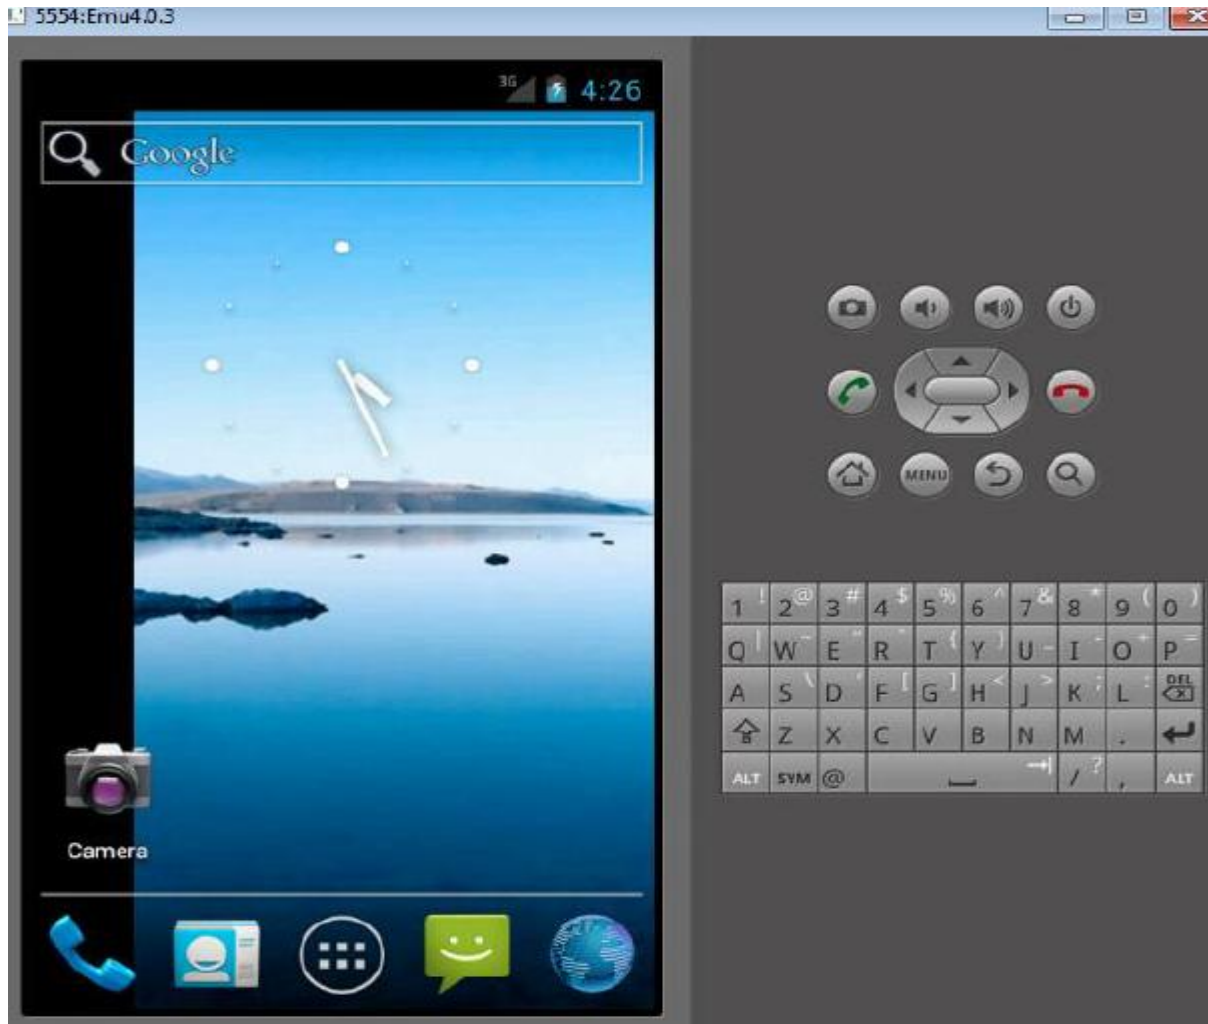 5554:Emu4.0.3
3G 4:26
Google
Camera
MENU
1 ! 2 @ 3 # 4 $ 5 % 6 ^ 7 & 8 * 9 ( 0 )
Q | W ~ E " R ` T { Y } U _ I - O + P =
A S \ D ' F [ G ] H < J > K ; L : DEL
Z X C V B N M .
ALT SYM @ / ? , ALT